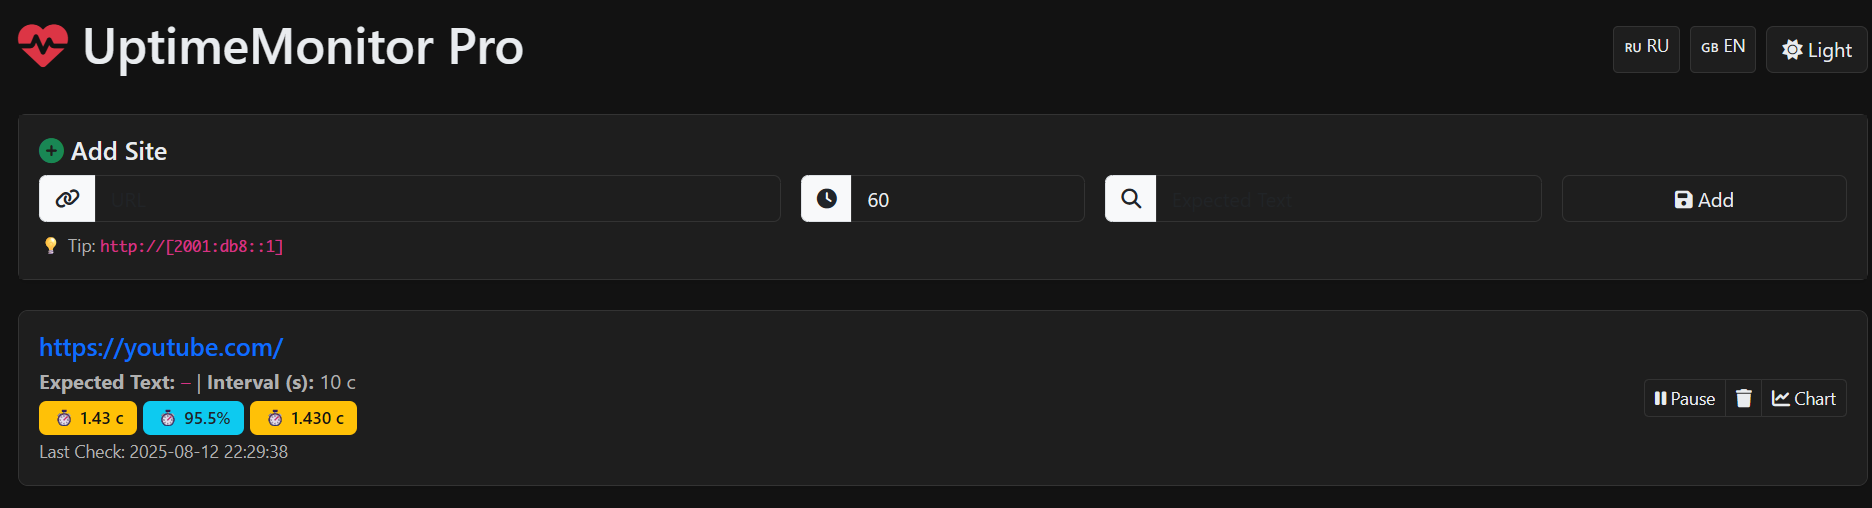 UptimeMonitor Pro
RU RU
GB EN
Light
Add Site
URL
60
Expected Text
Add
Tip: http://[2001:db8::1]
https://youtube.com/
Expected Text: – | Interval (s): 10 c
1.43 c
95.5%
1.430 c
Last Check: 2025-08-12 22:29:38
Pause
Chart